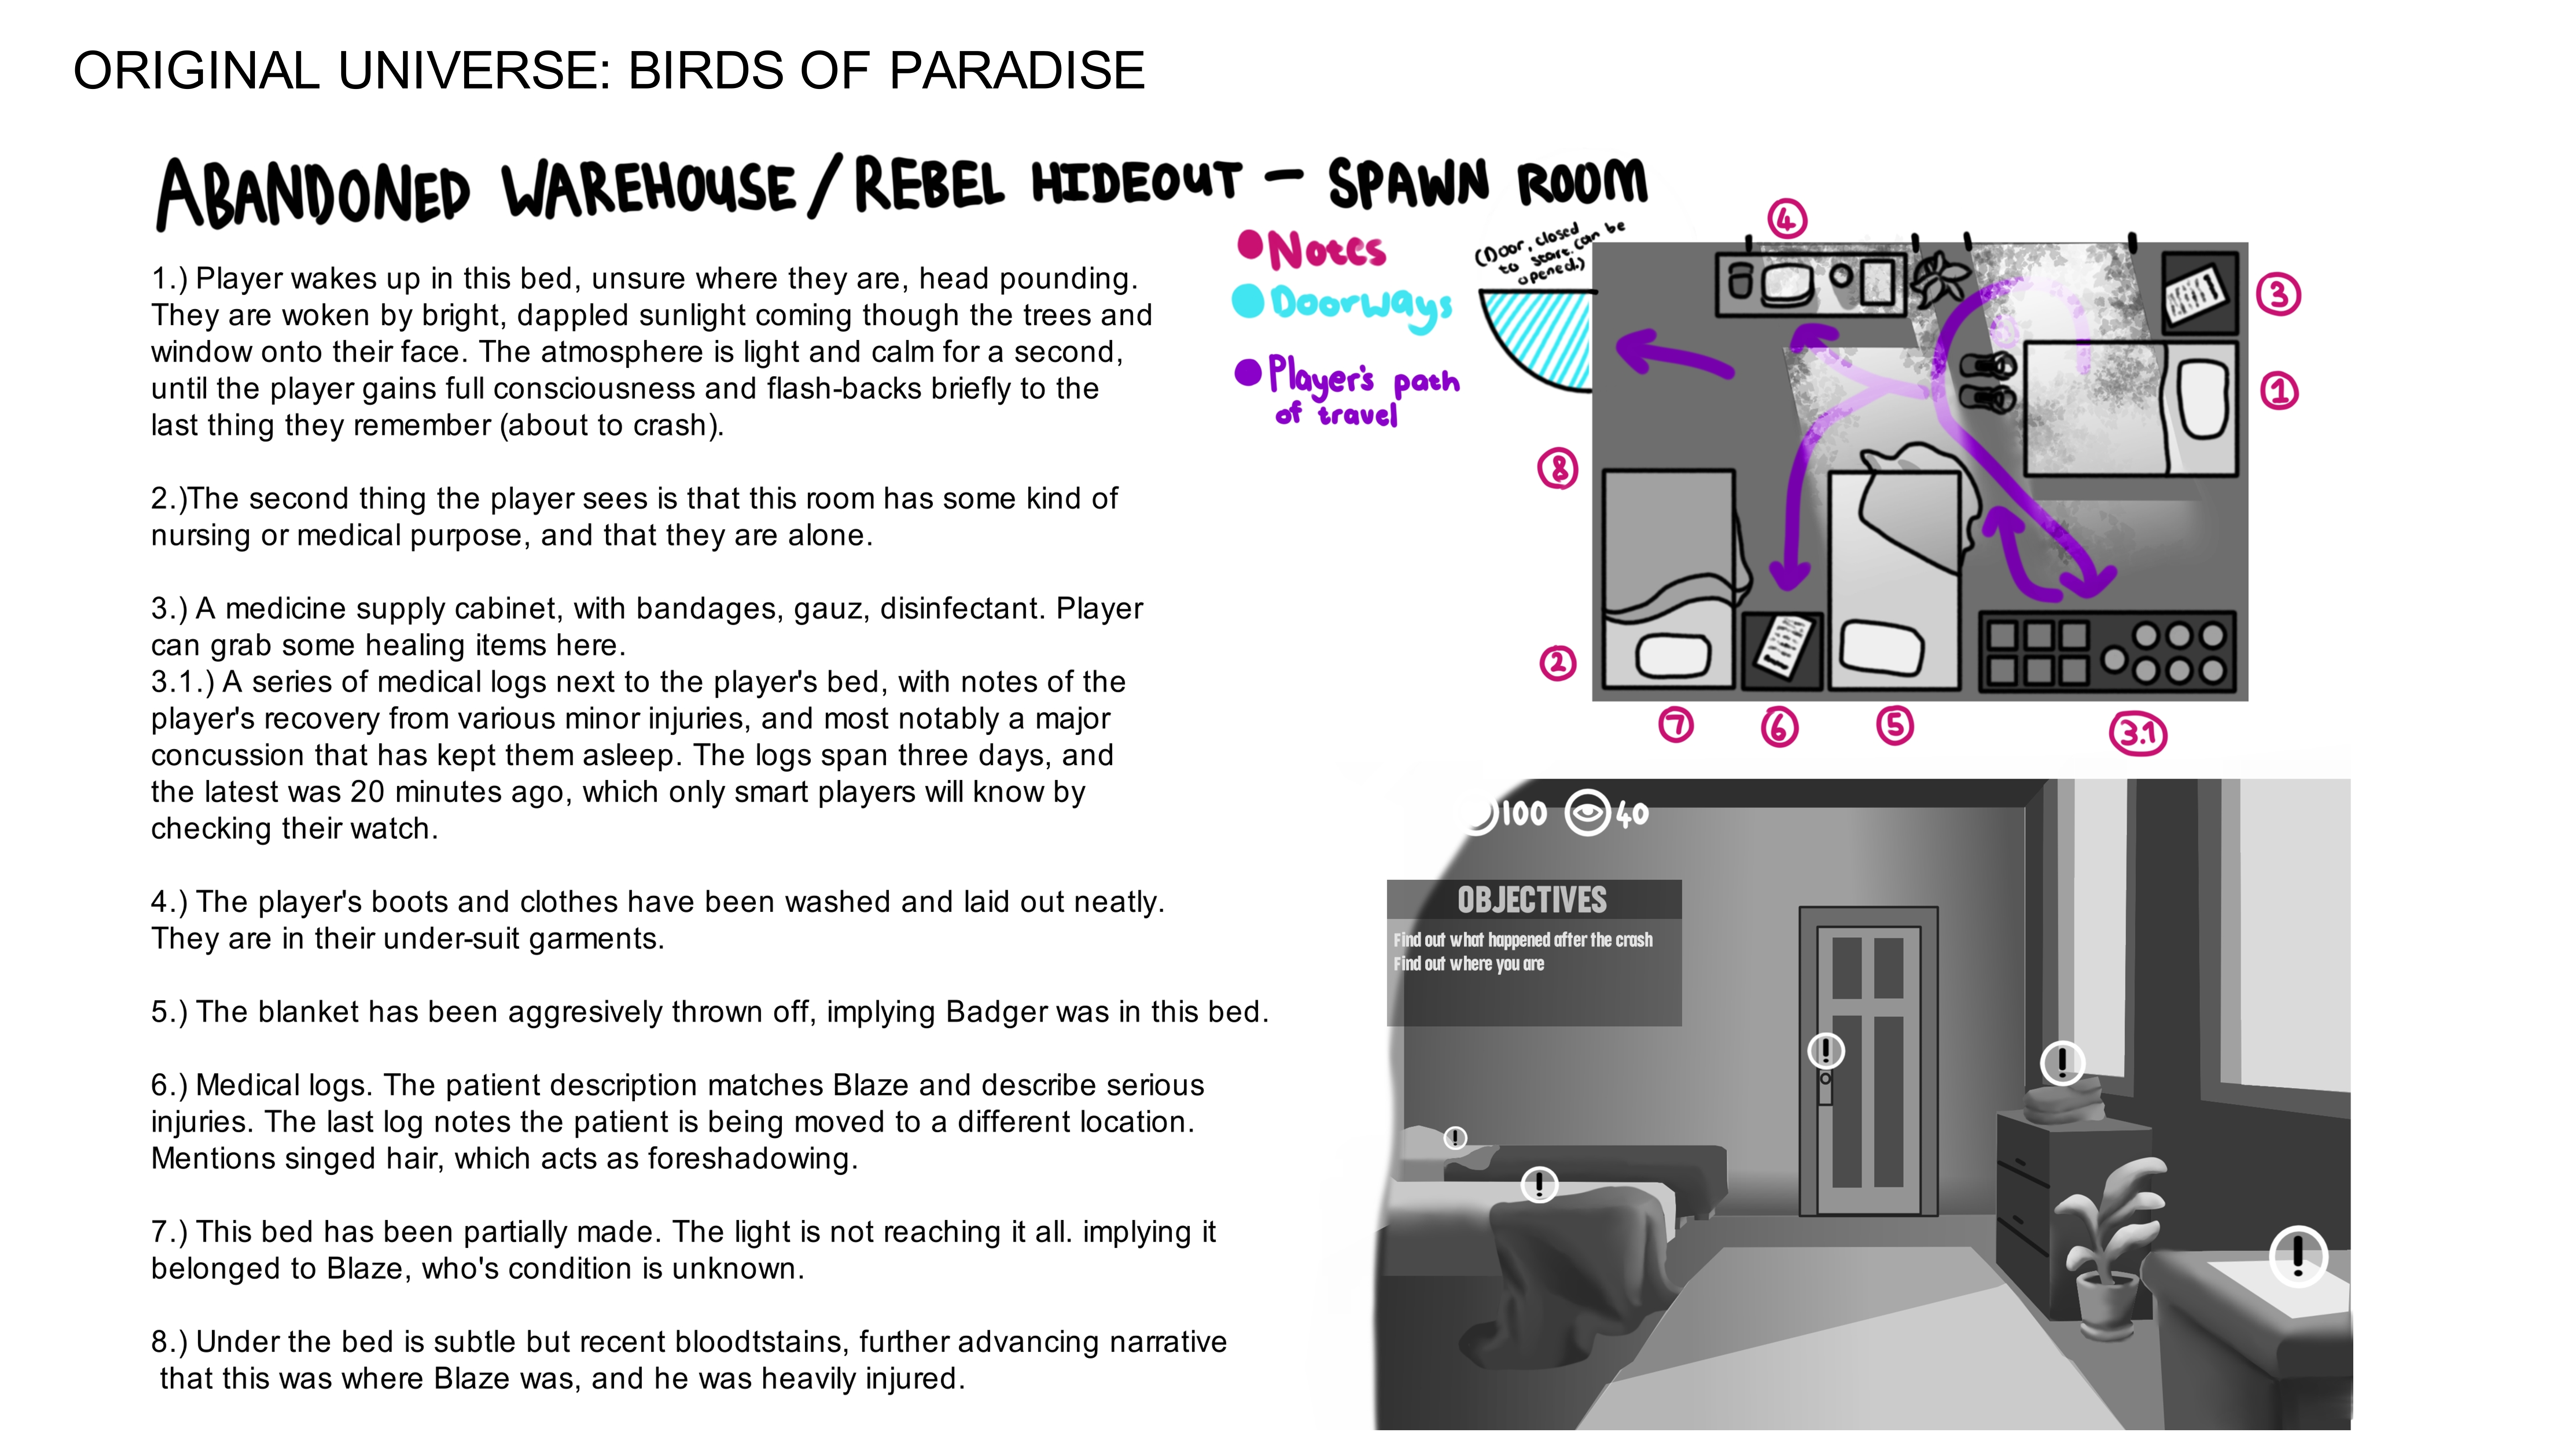 ORIGINAL UNIVERSE: BIRDS OF PARADISE
ABANDONED WAREHOUSE/REBEL HIDEOUT - SPAWN ROOM
1.) Player wakes up in this bed, unsure where they are, head pounding.
They are woken by bright, dappled sunlight coming though the trees and
window onto their face. The atmosphere is light and calm for a second,
until the player gains full consciousness and flash-backs briefly to the
last thing they remember (about to crash).
2.)The second thing the player sees is that this room has some kind of
nursing or medical purpose, and that they are alone.
3.) A medicine supply cabinet, with bandages, gauz, disinfectant. Player
can grab some healing items here.
3.1.) A series of medical logs next to the player's bed, with notes of the
player's recovery from various minor injuries, and most notably a major
concussion that has kept them asleep. The logs span three days, and
the latest was 20 minutes ago, which only smart players will know by
checking their watch.
4.) The player's boots and clothes have been washed and laid out neatly.
They are in their under-suit garments.
5.) The blanket has been aggresively thrown off, implying Badger was in this bed.
6.) Medical logs. The patient description matches Blaze and describe serious
injuries. The last log notes the patient is being moved to a different location.
Mentions singed hair, which acts as foreshadowing.
7.) This bed has been partially made. The light is not reaching it all. implying it
belonged to Blaze, who's condition is unknown.
8.) Under the bed is subtle but recent bloodtstains, further advancing narrative
that this was where Blaze was, and he was heavily injured.
Notes
Doorways
Player's path
of travel
(Door, closed
to start. can be
opened.)
4
3
1
8
2
7
6
5
3.1
100
40
OBJECTIVES
Find out what happened after the crash
Find out where you are
!
!
!
!
!